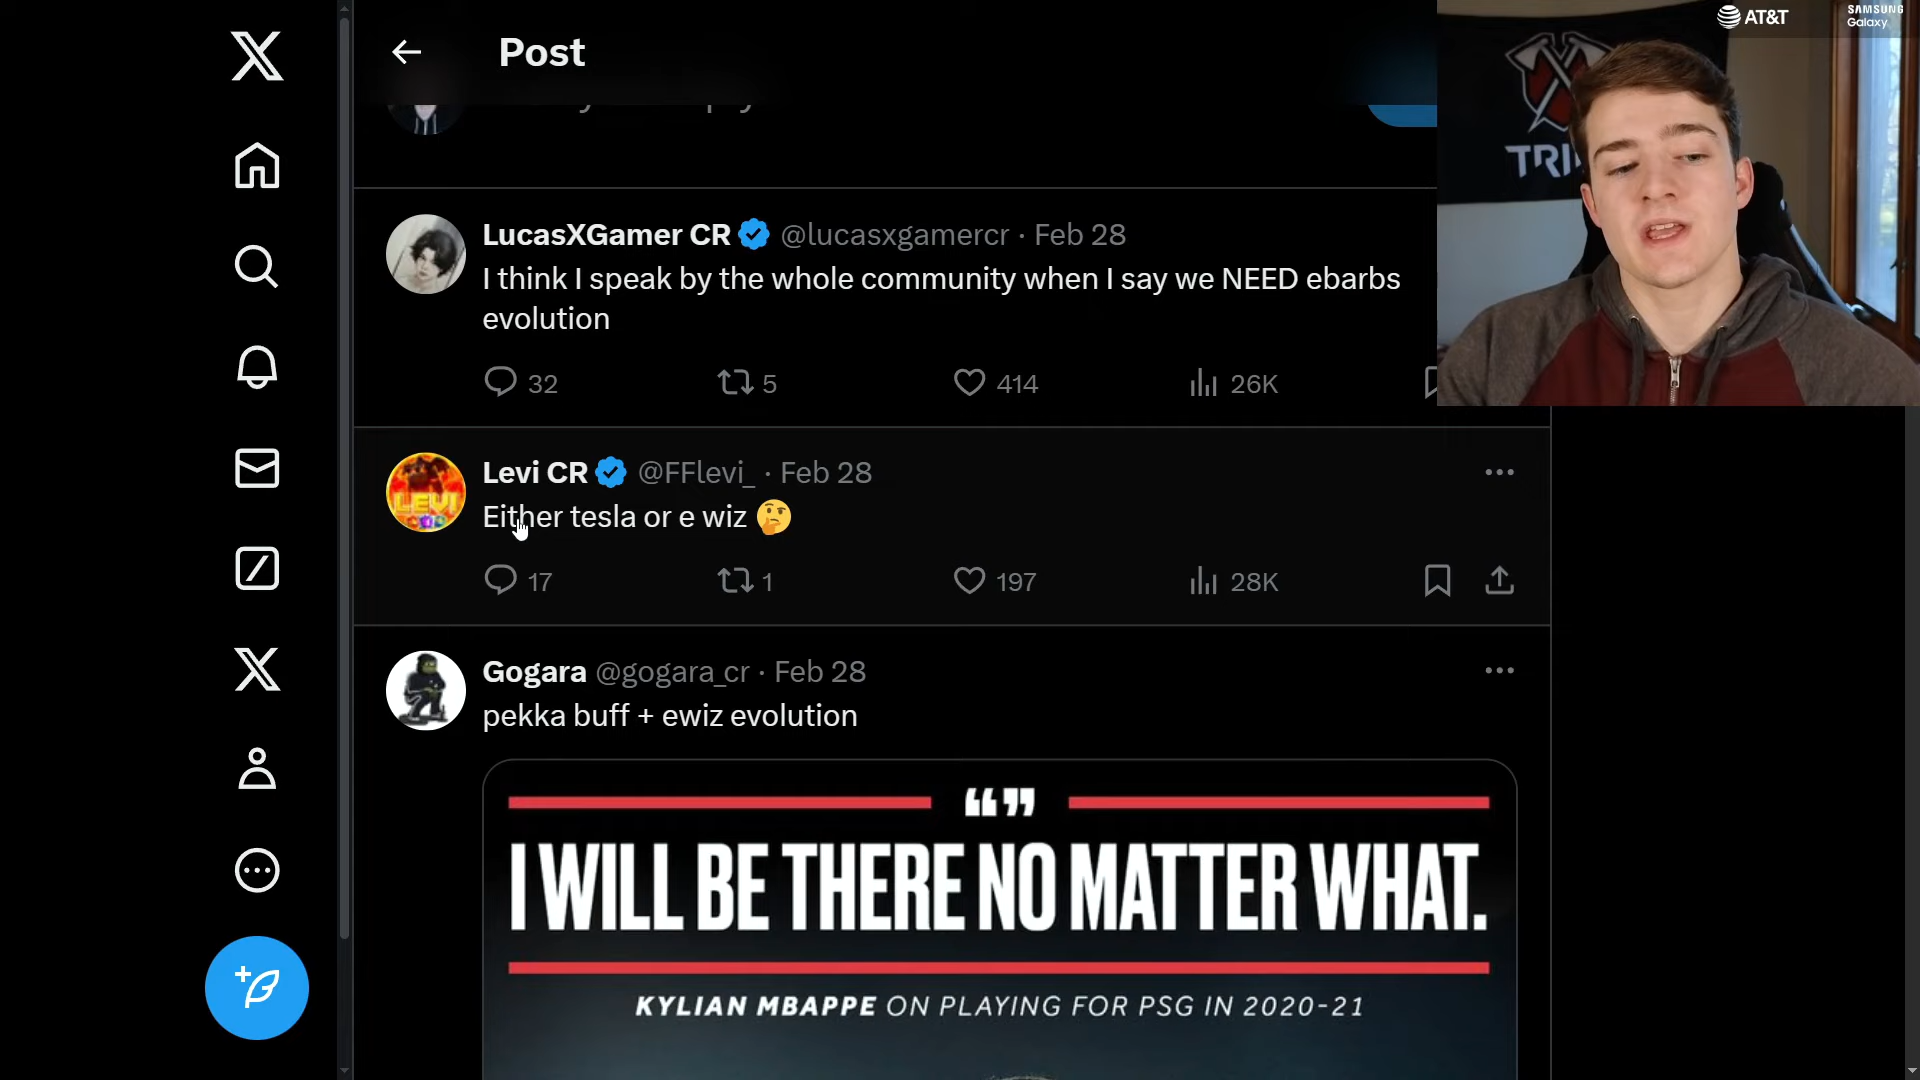 AT&T
SAMSUNG
Galaxy
Post
TRI
LucasXGamer CR @lucasxgamercr · Feb 28
I think I speak by the whole community when I say we NEED ebarbs
evolution
32 5 414 26K
Levi CR @FFlevi_ · Feb 28
LEVI
Either tesla or e wiz 🤔
17 1 197 28K
Gogara @gogara_cr · Feb 28
pekka buff + ewiz evolution
❝❞
I WILL BE THERE NO MATTER WHAT.
KYLIAN MBAPPE ON PLAYING FOR PSG IN 2020-21